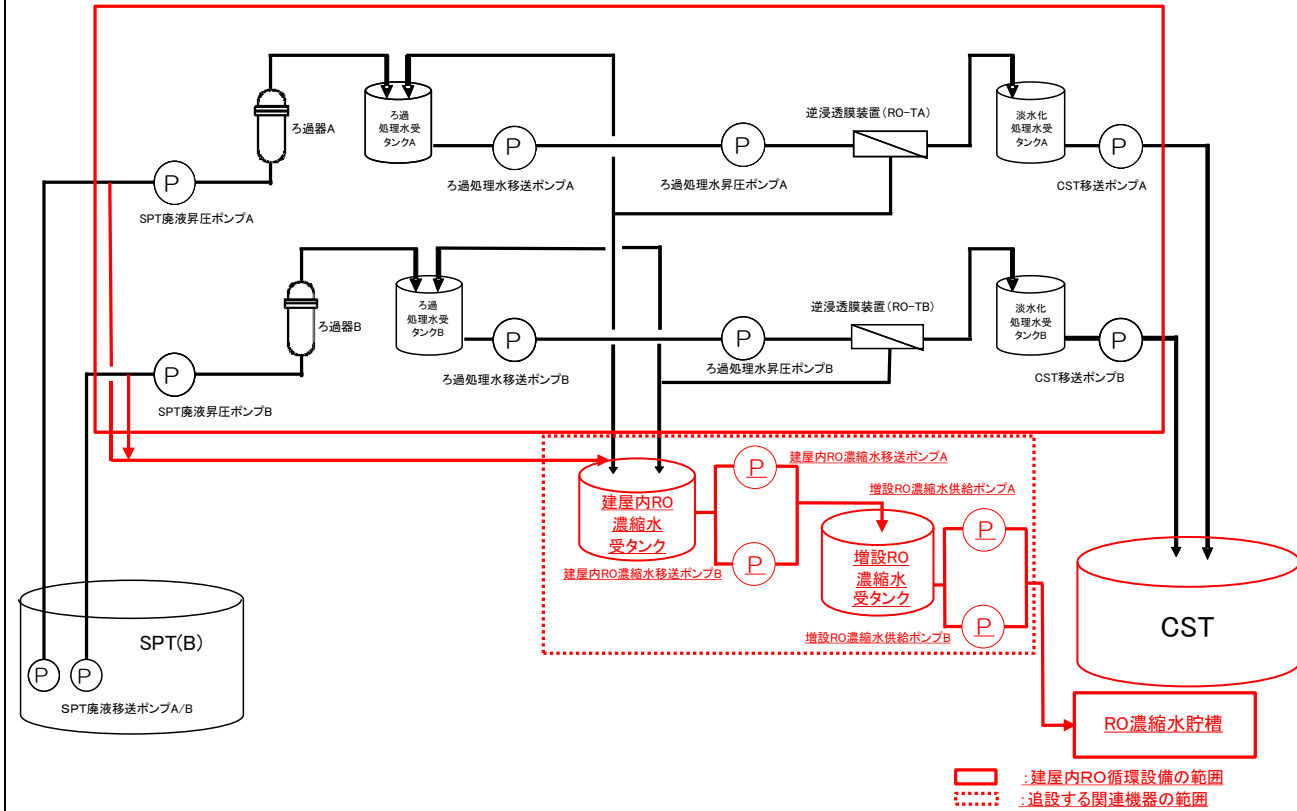 ろ過器A
ろ過
処理水受
タンクA
P
SPT廃液昇圧ポンプA
P
ろ過処理水移送ポンプA
P
ろ過処理水昇圧ポンプA
逆浸透膜装置(RO-TA)
淡水化
処理水受
タンクA
P
CST移送ポンプA
ろ過器B
ろ過
処理水受
タンクB
P
SPT廃液昇圧ポンプB
P
ろ過処理水移送ポンプB
P
ろ過処理水昇圧ポンプB
逆浸透膜装置(RO-TB)
淡水化
処理水受
タンクB
P
CST移送ポンプB
建屋内RO
濃縮水
受タンク
P
建屋内RO濃縮水移送ポンプA
P
建屋内RO濃縮水移送ポンプB
増設RO濃縮水供給ポンプA
P
増設RO
濃縮水
受タンク
P
増設RO濃縮水供給ポンプB
SPT(B)
P
P
SPT廃液移送ポンプA/B
CST
RO濃縮水貯槽
:建屋内RO循環設備の範囲
:追設する関連機器の範囲